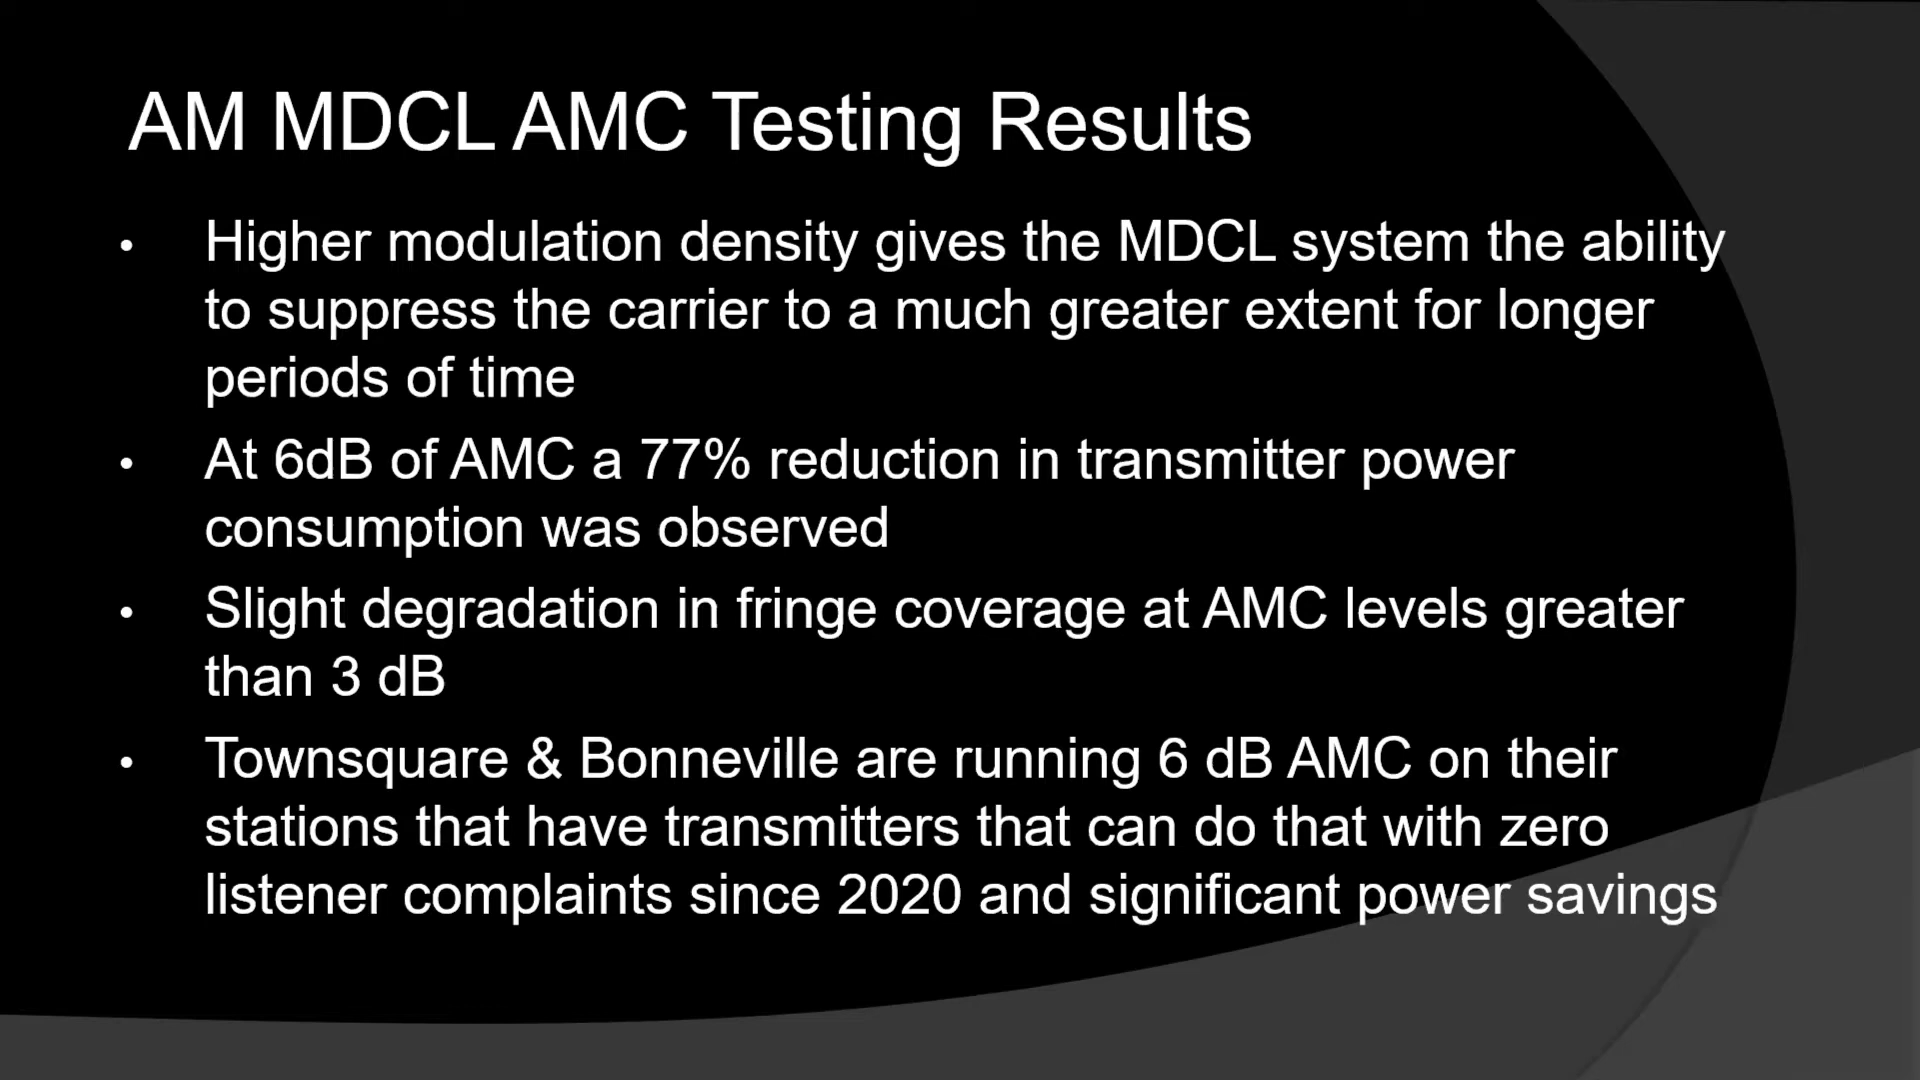 AM MDCL AMC Testing Results
• Higher modulation density gives the MDCL system the ability
to suppress the carrier to a much greater extent for longer
periods of time
• At 6dB of AMC a 77% reduction in transmitter power
consumption was observed
• Slight degradation in fringe coverage at AMC levels greater
than 3 dB
• Townsquare & Bonneville are running 6 dB AMC on their
stations that have transmitters that can do that with zero
listener complaints since 2020 and significant power savings